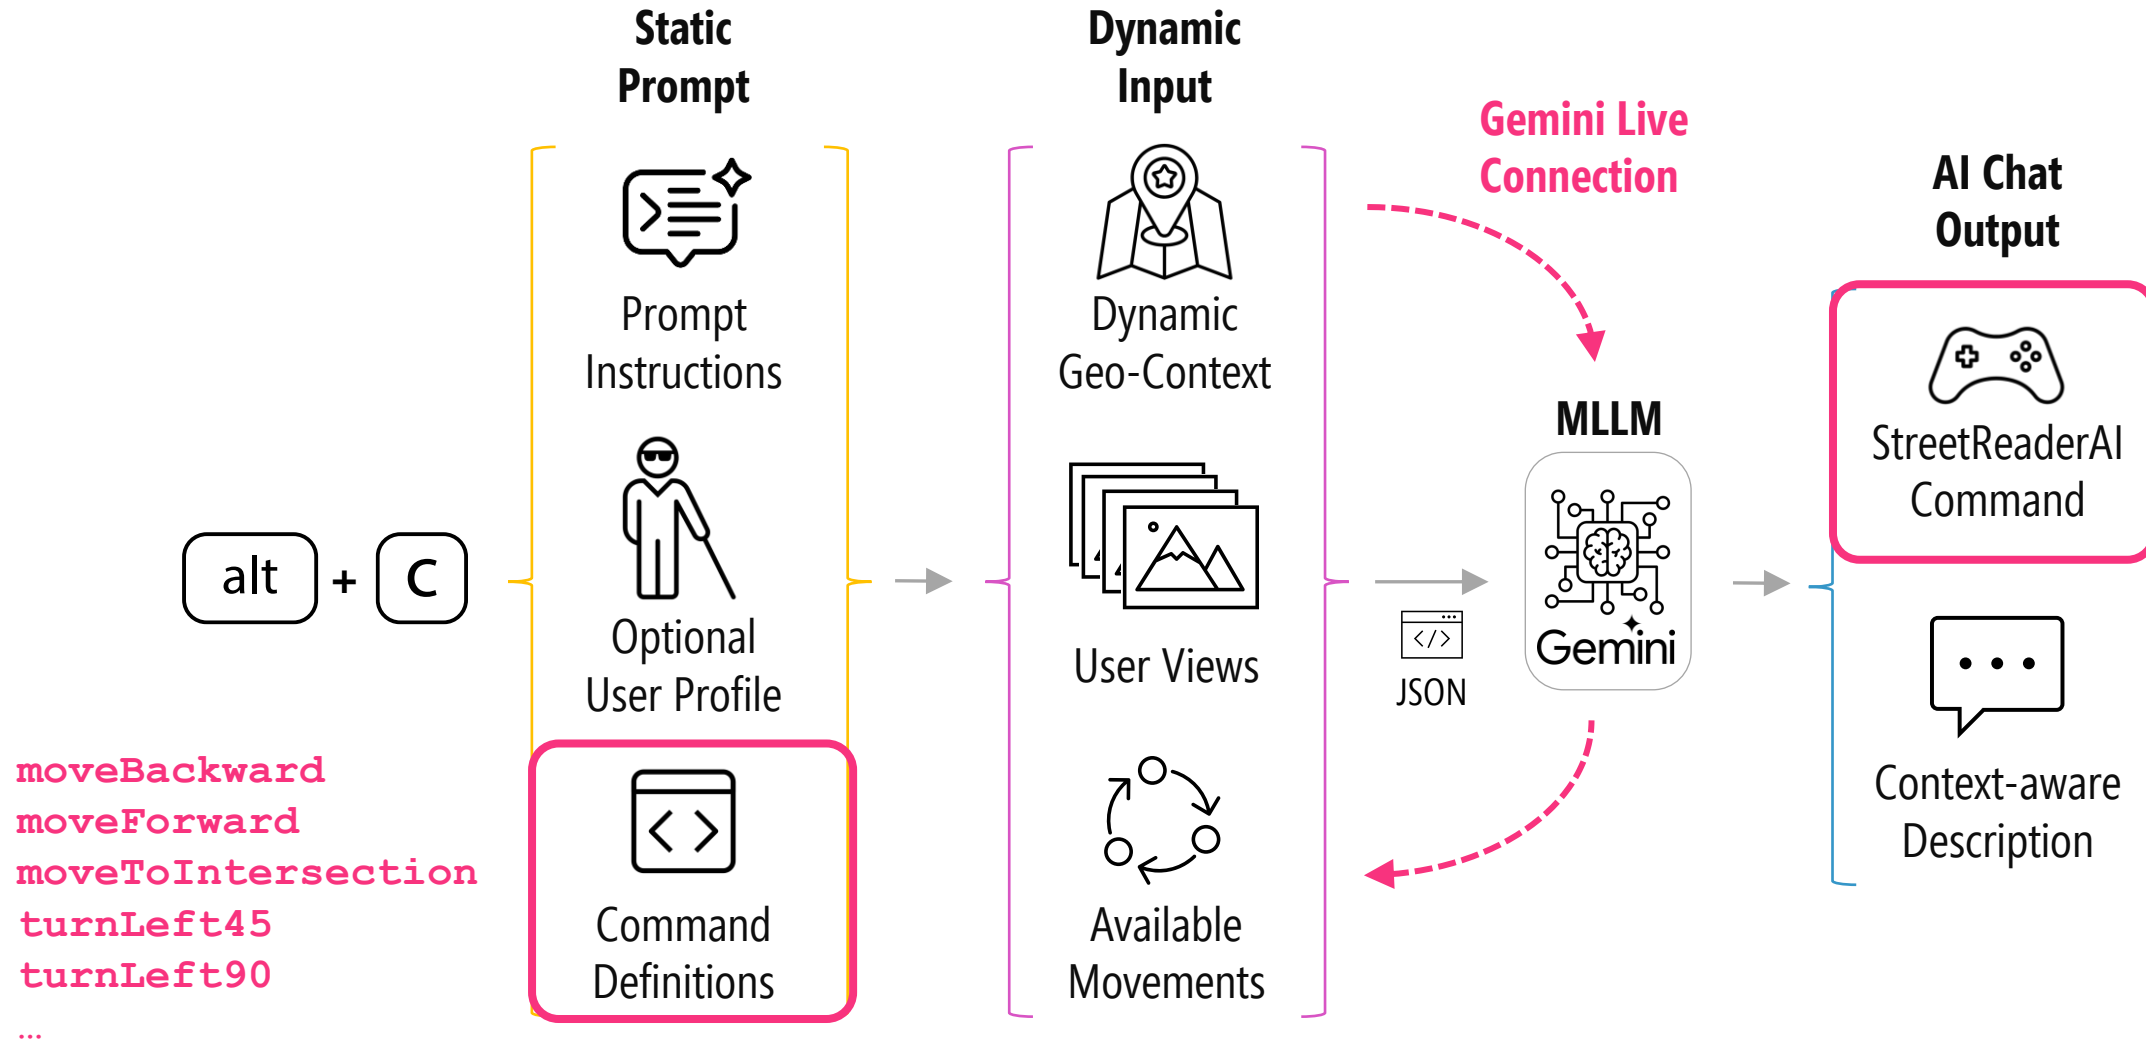 Static
Prompt
Dynamic
Input
Gemini Live
Connection
AI Chat
Output
Prompt
Instructions
Dynamic
Geo-Context
MLLM
StreetReaderAI
Command
alt + C
Optional
User Profile
User Views
</>
JSON
Gemini
moveBackward
moveForward
moveToIntersection
turnLeft45
turnLeft90
...
Command
Definitions
Available
Movements
Context-aware
Description